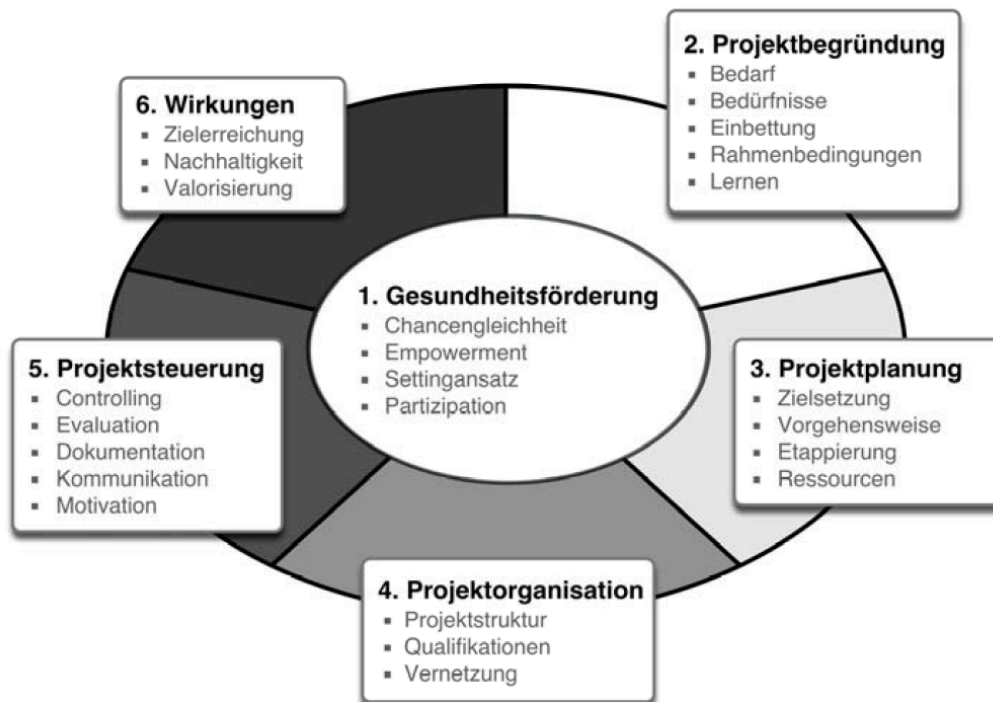 1. Gesundheitsförderung
▪ Chancengleichheit
▪ Empowerment
▪ Settingansatz
▪ Partizipation
2. Projektbegründung
▪ Bedarf
▪ Bedürfnisse
▪ Einbettung
▪ Rahmenbedingungen
▪ Lernen
3. Projektplanung
▪ Zielsetzung
▪ Vorgehensweise
▪ Etappierung
▪ Ressourcen
4. Projektorganisation
▪ Projektstruktur
▪ Qualifikationen
▪ Vernetzung
5. Projektsteuerung
▪ Controlling
▪ Evaluation
▪ Dokumentation
▪ Kommunikation
▪ Motivation
6. Wirkungen
▪ Zielerreichung
▪ Nachhaltigkeit
▪ Valorisierung